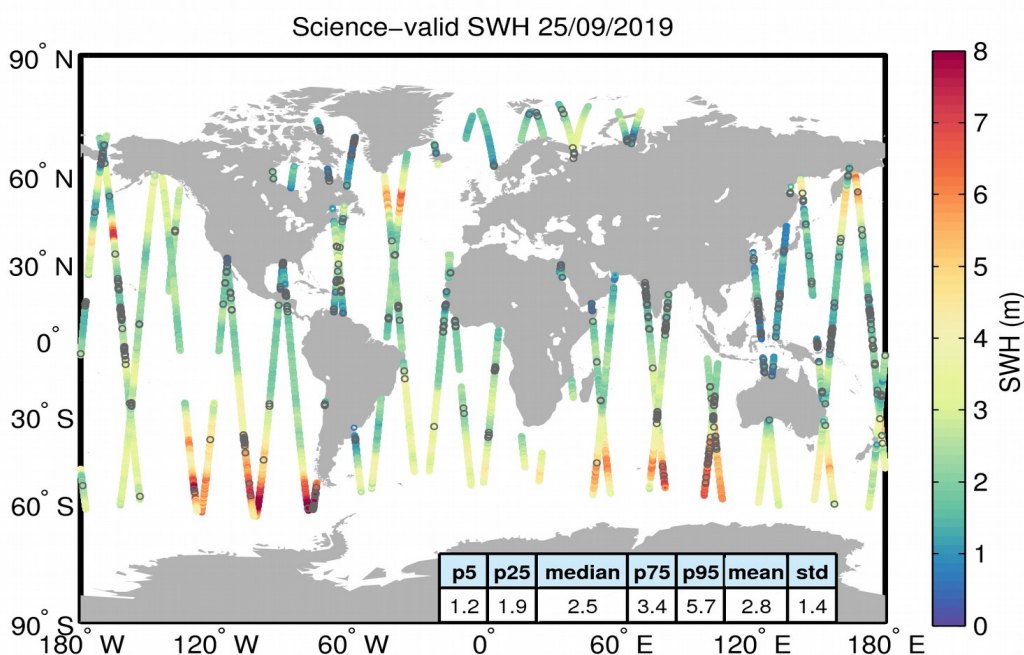 Science–valid SWH 25/09/2019
90° N
60° N
30° N
0°
30° S
60° S
90° S
180° W
120° W
60° W
0°
60° E
120° E
180° E
p5 p25 median p75 p95 mean std
1.2 1.9 2.5 3.4 5.7 2.8 1.4
8
7
6
5
4
3
2
1
0
SWH (m)